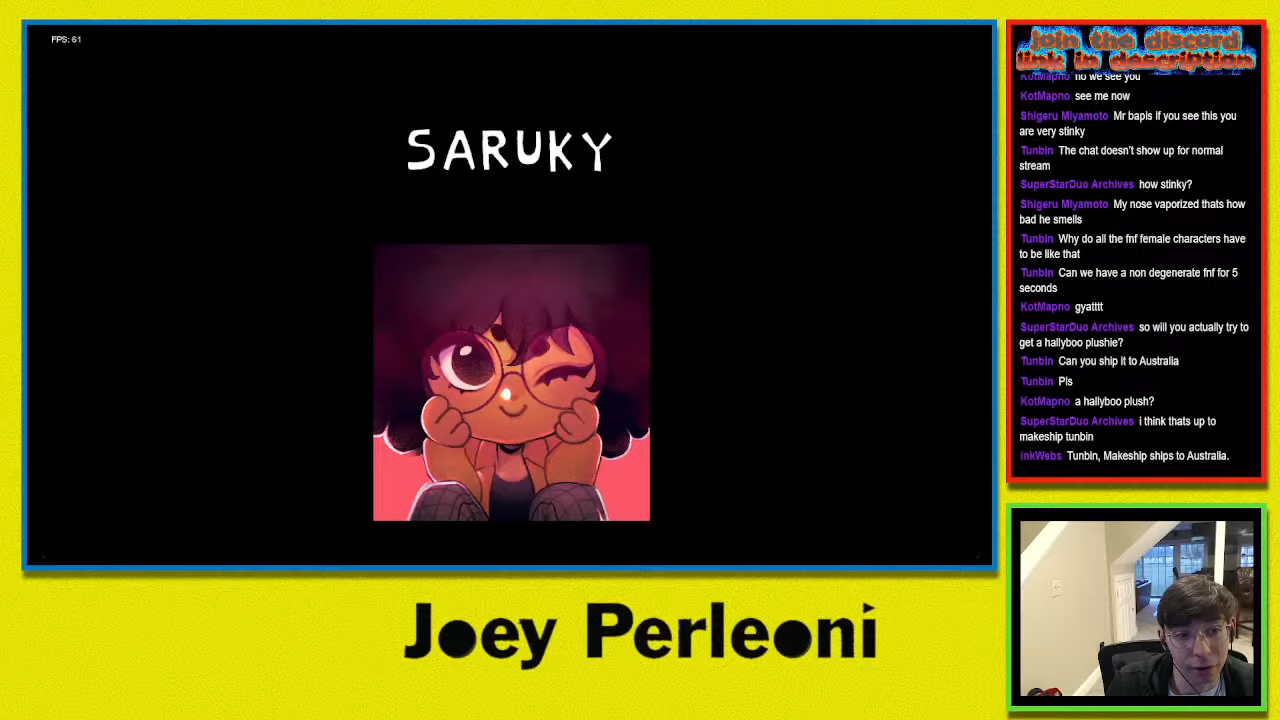 FPS: 61
SARUKY
Joey Perleoni
join the discord
link in description
KotMapno no we see you
KotMapno see me now
Shigeru Miyamoto Mr bapis if you see this you
are very stinky
Tunbin The chat doesn't show up for normal
stream
SuperStarDuo Archives how stinky?
Shigeru Miyamoto My nose vaporized thats how
bad he smells
Tunbin Why do all the fnf female characters have
to be like that
Tunbin Can we have a non degenerate fnf for 5
seconds
KotMapno gyatttt
SuperStarDuo Archives so will you actually try to
get a hallyboo plushie?
Tunbin Can you ship it to Australia
Tunbin Pls
KotMapno a hallyboo plush?
SuperStarDuo Archives i think thats up to
makeship tunbin
InkWebs Tunbin, Makeship ships to Australia.